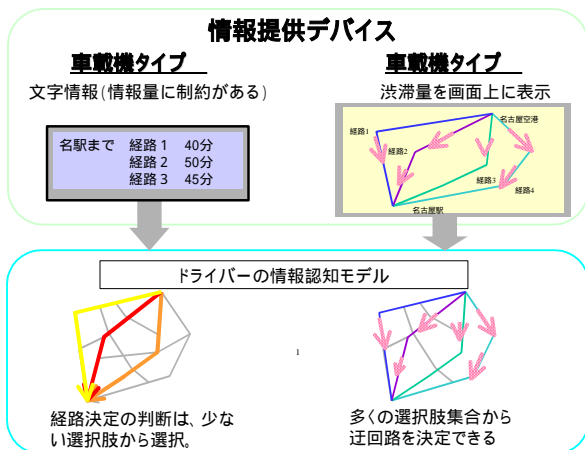 情報提供デバイス
車載機タイプ
文字情報(情報量に制約がある)
名駅まで 経路1 40分
経路2 50分
経路3 45分
車載機タイプ
渋滞量を画面上に表示
名古屋空港
経路1
経路2
経路3
経路4
名古屋駅
ドライバーの情報認知モデル
1
経路決定の判断は、少な
い選択肢から選択。
多くの選択肢集合から
迂回路を決定できる